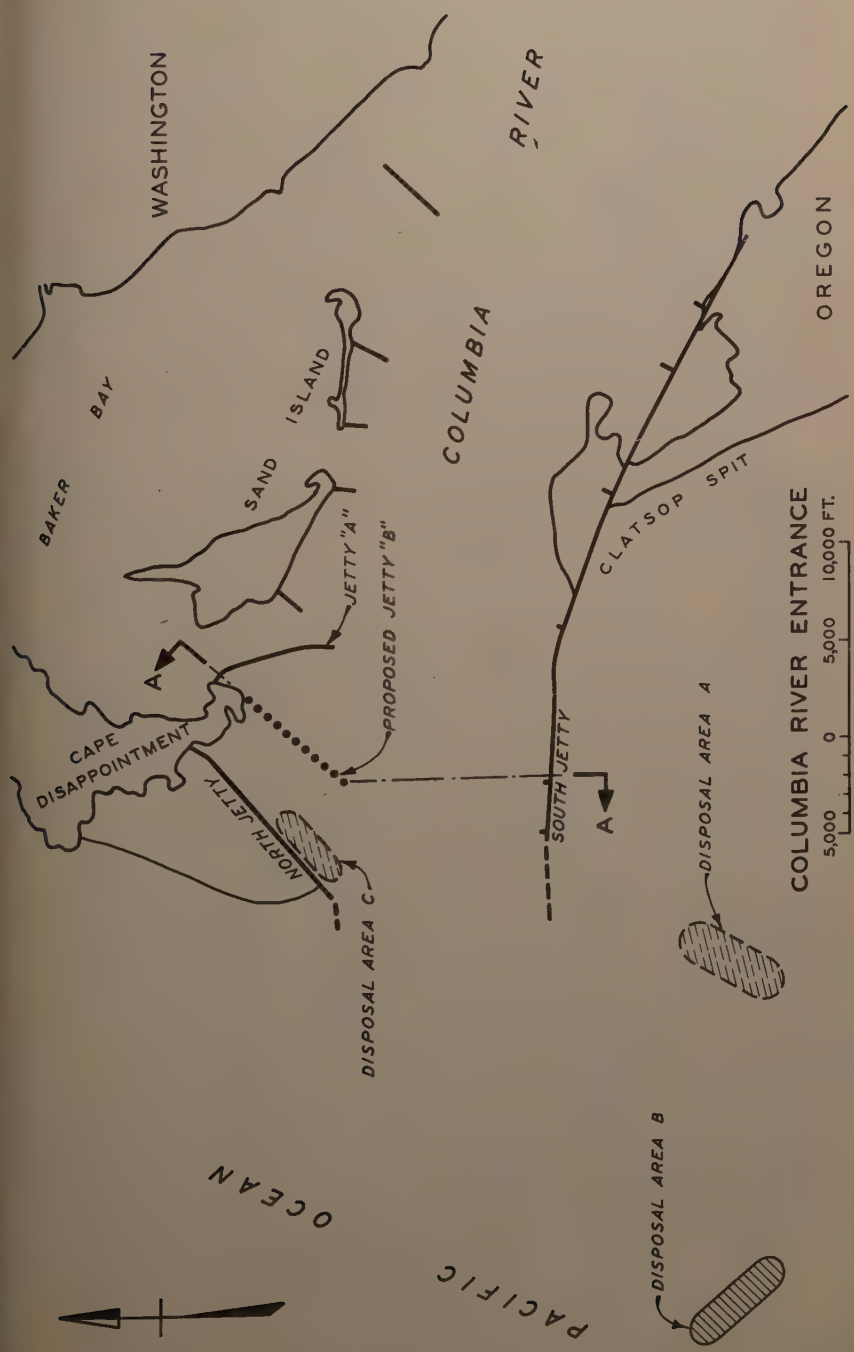 WASHINGTON
BAKER BAY
SAND ISLAND
COLUMBIA RIVER
CAPE
DISAPPOINTMENT
A
JETTY "A"
PROPOSED JETTY "B"
NORTH JETTY
DISPOSAL AREA C
SOUTH JETTY
A
CLATSOP SPIT
OREGON
PACIFIC OCEAN
DISPOSAL AREA A
DISPOSAL AREA B
COLUMBIA RIVER ENTRANCE
5,000 0 5,000 10,000 FT.